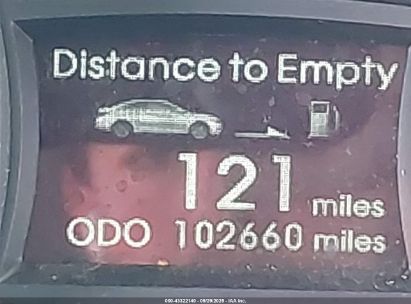 Distance to Empty
121 miles
ODO 102660 miles